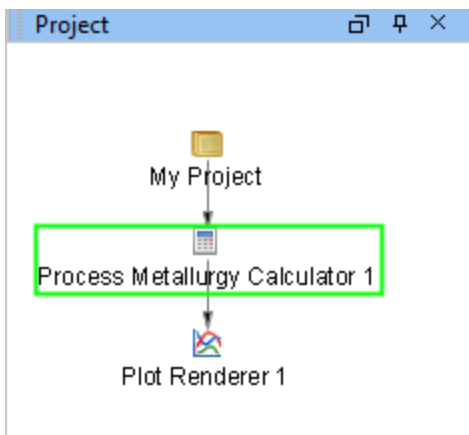 Project
My Project
Process Metallurgy Calculator 1
Plot Renderer 1